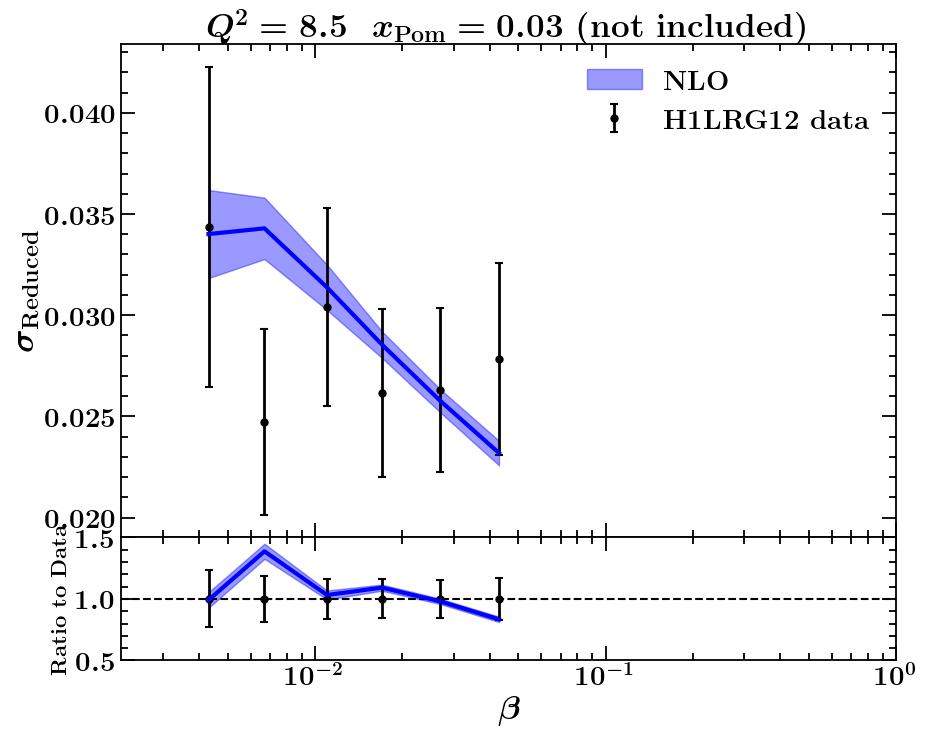 Q² = 8.5 x_Pom = 0.03 (not included)
NLO
H1LRG12 data
σ_Reduced
0.040
0.035
0.030
0.025
0.020
Ratio to Data
1.5
1.0
0.5
10⁻² 10⁻¹ 10⁰
β